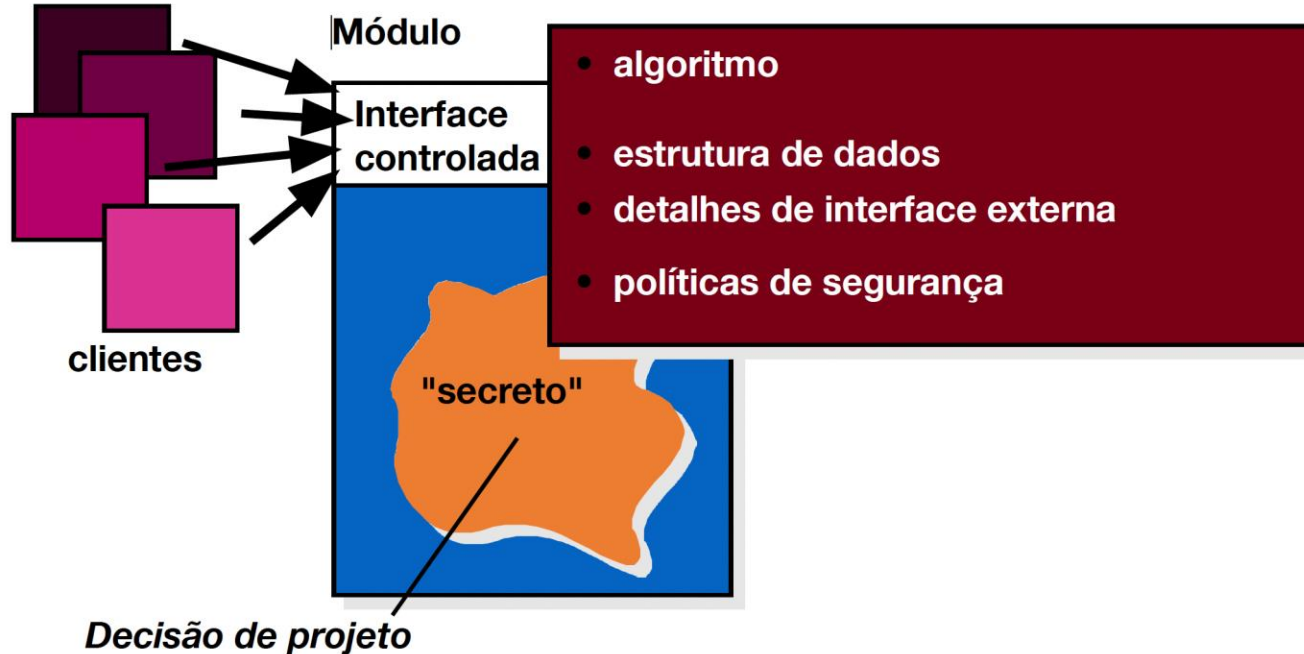 Módulo
Interface
controlada
• algoritmo
• estrutura de dados
• detalhes de interface externa
• políticas de segurança
clientes
"secreto"
Decisão de projeto